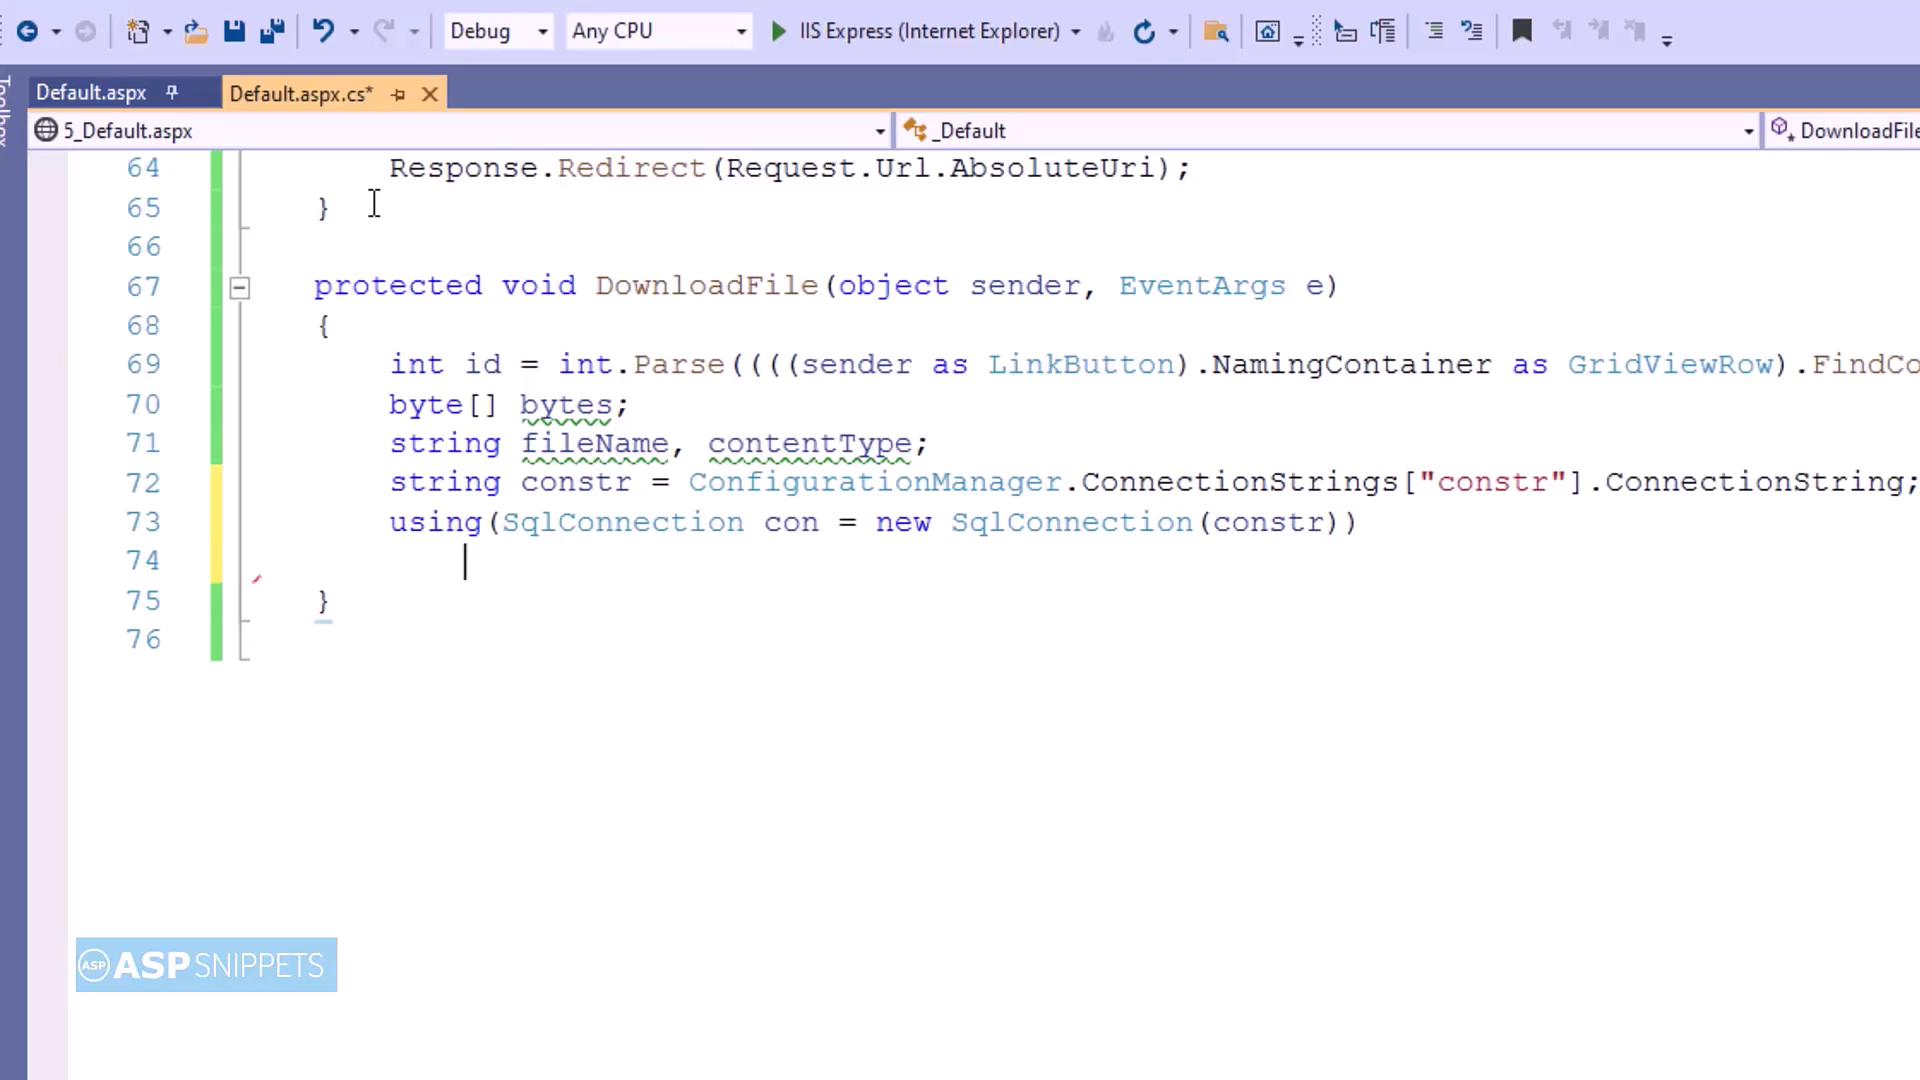 Debug
Any CPU
IIS Express (Internet Explorer)
Toolbox
Default.aspx
Default.aspx.cs*
5_Default.aspx
_Default
DownloadFile
64 Response.Redirect(Request.Url.AbsoluteUri);
65 }
66
67 protected void DownloadFile(object sender, EventArgs e)
68 {
69 int id = int.Parse((((sender as LinkButton).NamingContainer as GridViewRow).FindCo
70 byte[] bytes;
71 string fileName, contentType;
72 string constr = ConfigurationManager.ConnectionStrings["constr"].ConnectionString;
73 using(SqlConnection con = new SqlConnection(constr))
74
75 }
76
ASP ASPSNIPPETS